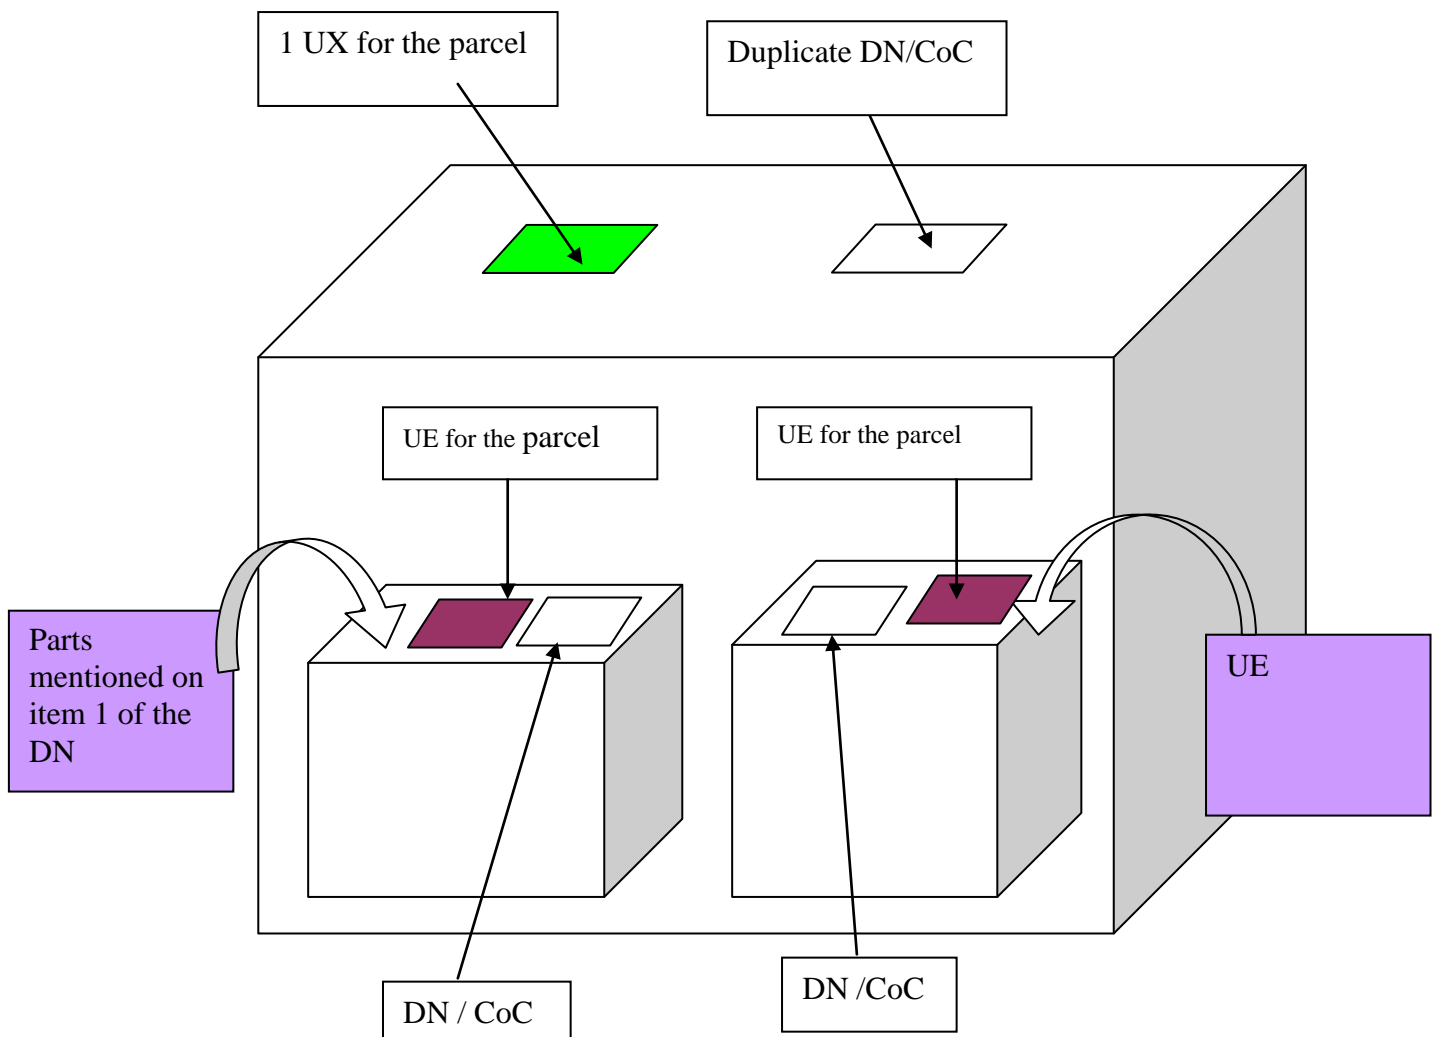 1 UX for the parcel
Duplicate DN/CoC
UE for the parcel
UE for the parcel
Parts
mentioned on
item 1 of the
DN
UE
DN / CoC
DN /CoC